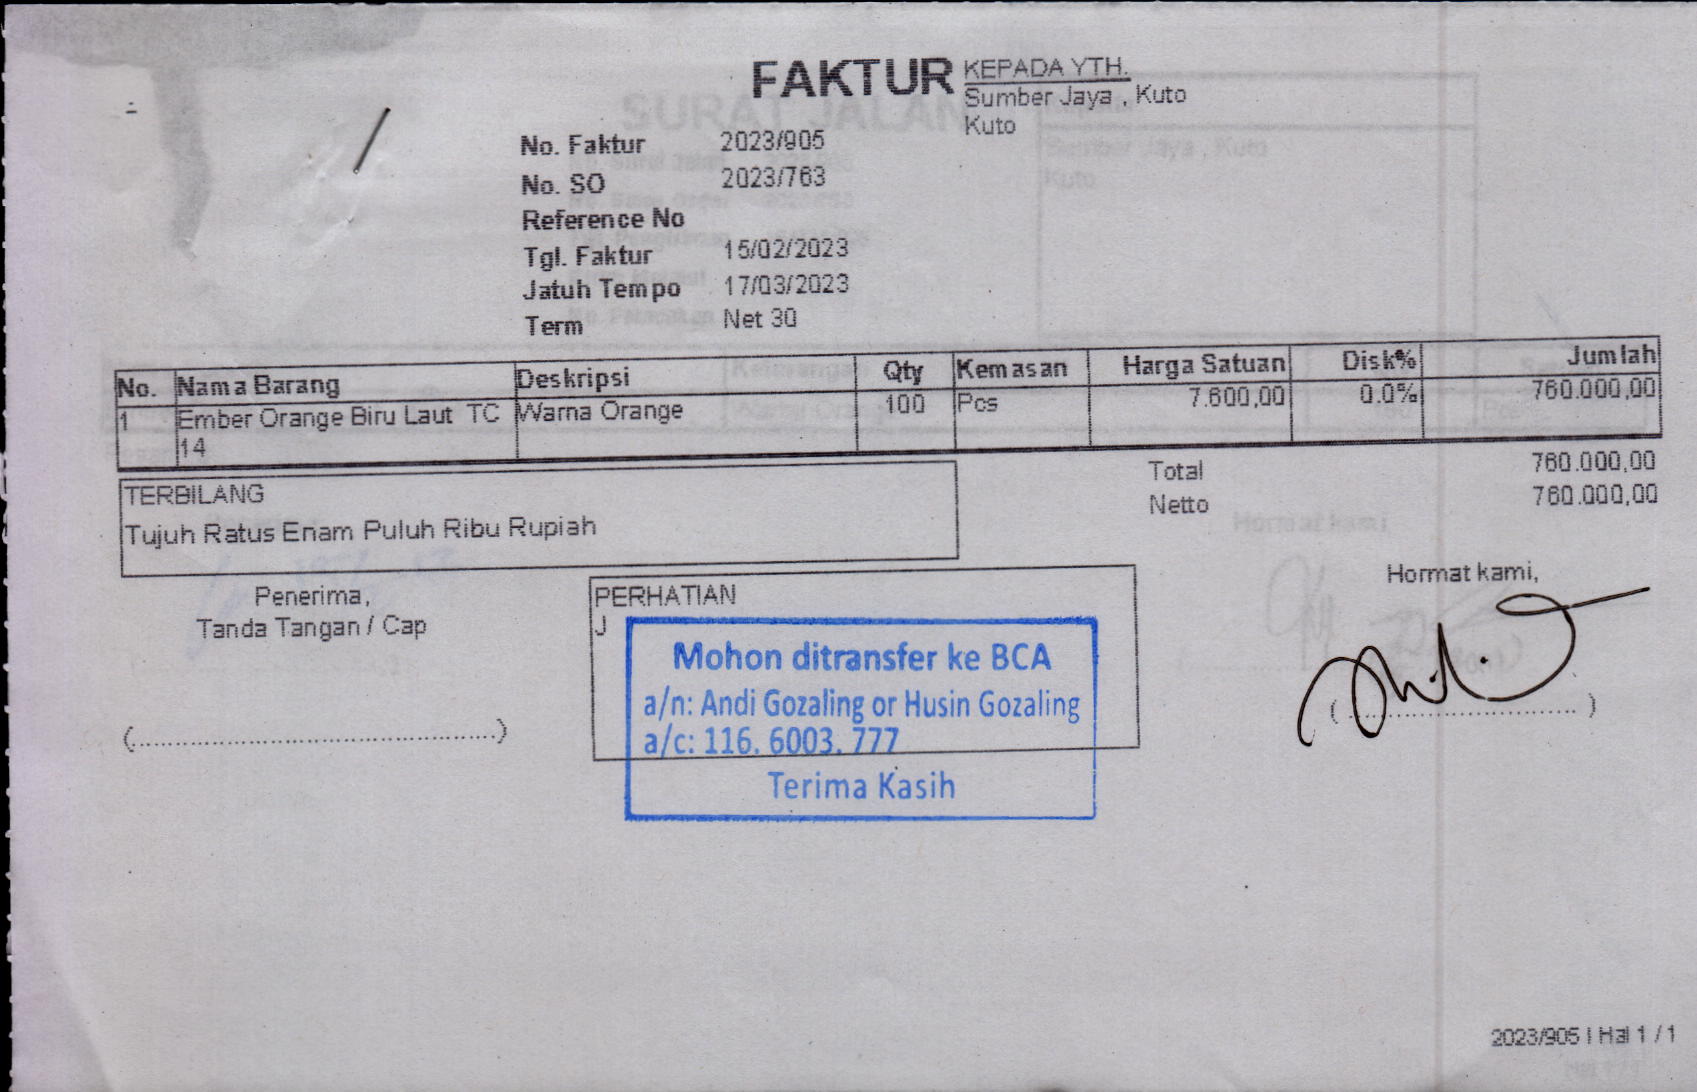 FAKTUR
KEPADA YTH.
Sumber Jaya , Kuto
Kuto
No. Faktur 2023/905
No. SO 2023/763
Reference No
Tgl. Faktur 15/02/2023
Jatuh Tempo 17/03/2023
Term Net 30
No. Nama Barang Deskripsi Qty Kemasan Harga Satuan Disk% Jumlah
1 Ember Orange Biru Laut TC Warna Orange 100 Pcs 7.600,00 0.0% 760.000,00
14
Total 760.000,00
Netto 760.000,00
TERBILANG
Tujuh Ratus Enam Puluh Ribu Rupiah
Penerima,
Tanda Tangan / Cap
(................................................)
PERHATIAN
J
Mohon ditransfer ke BCA
a/n: Andi Gozaling or Husin Gozaling
a/c: 116. 6003. 777
Terima Kasih
Hormat kami,
(................................)
2023/905 | Hal 1 / 1